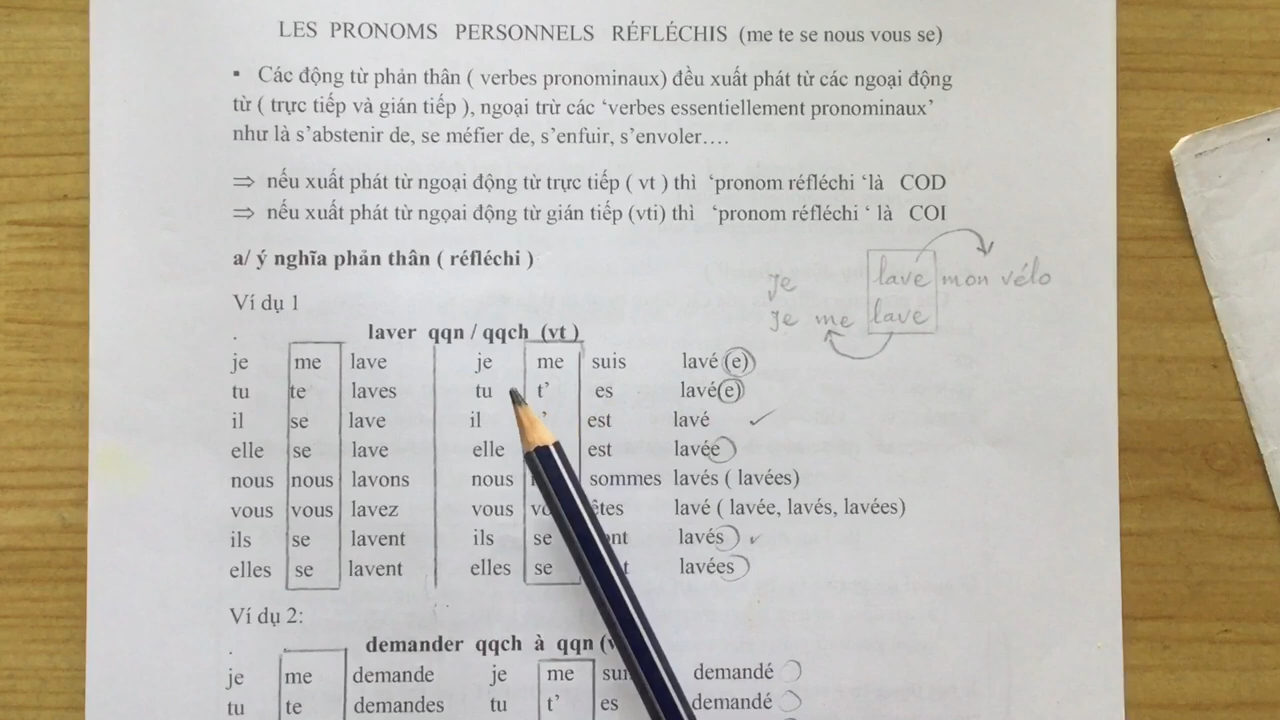 LES PRONOMS PERSONNELS RÉFLÉCHIS (me te se nous vous se)
▪ Các động từ phản thân ( verbes pronominaux) đều xuất phát từ các ngoại động
từ ( trực tiếp và gián tiếp ), ngoại trừ các ‘verbes essentiellement pronominaux’
như là s’abstenir de, se méfier de, s’enfuir, s’envoler….
⇒ nếu xuất phát từ ngoại động từ trực tiếp ( vt ) thì ‘pronom réfléchi ‘là COD
⇒ nếu xuất phát từ ngọai động từ gián tiếp (vti) thì ‘pronom réfléchi ‘ là COI
a/ ý nghĩa phản thân ( réfléchi )
je lave mon vélo
je me lave
Ví dụ 1
. laver qqn / qqch (vt )
je me lave je me suis lavé (e)
tu te laves tu t’ es lavé(e)
il se lave il ’ est lavé
elle se lave elle est lavée
nous nous lavons nous sommes lavés ( lavées)
vous vous lavez vous êtes lavé ( lavée, lavés, lavées)
ils se lavent ils se lavés
elles se lavent elles se lavées
Ví dụ 2:
. demander qqch à qqn
je me demande je me demandé
tu te demandes tu t’ es demandé